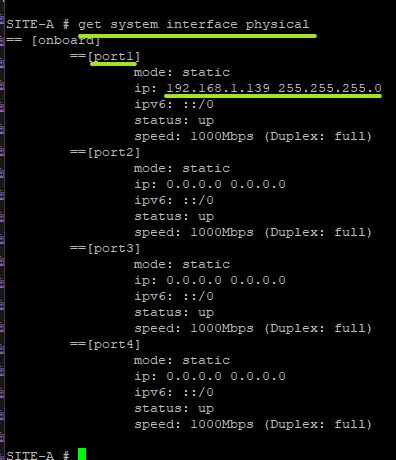 SITE-A # get system interface physical
== [onboard]
==[port1]
mode: static
ip: 192.168.1.139 255.255.255.0
ipv6: ::/0
status: up
speed: 1000Mbps (Duplex: full)
==[port2]
mode: static
ip: 0.0.0.0 0.0.0.0
ipv6: ::/0
status: up
speed: 1000Mbps (Duplex: full)
==[port3]
mode: static
ip: 0.0.0.0 0.0.0.0
ipv6: ::/0
status: up
speed: 1000Mbps (Duplex: full)
==[port4]
mode: static
ip: 0.0.0.0 0.0.0.0
ipv6: ::/0
status: up
speed: 1000Mbps (Duplex: full)
SITE-A #